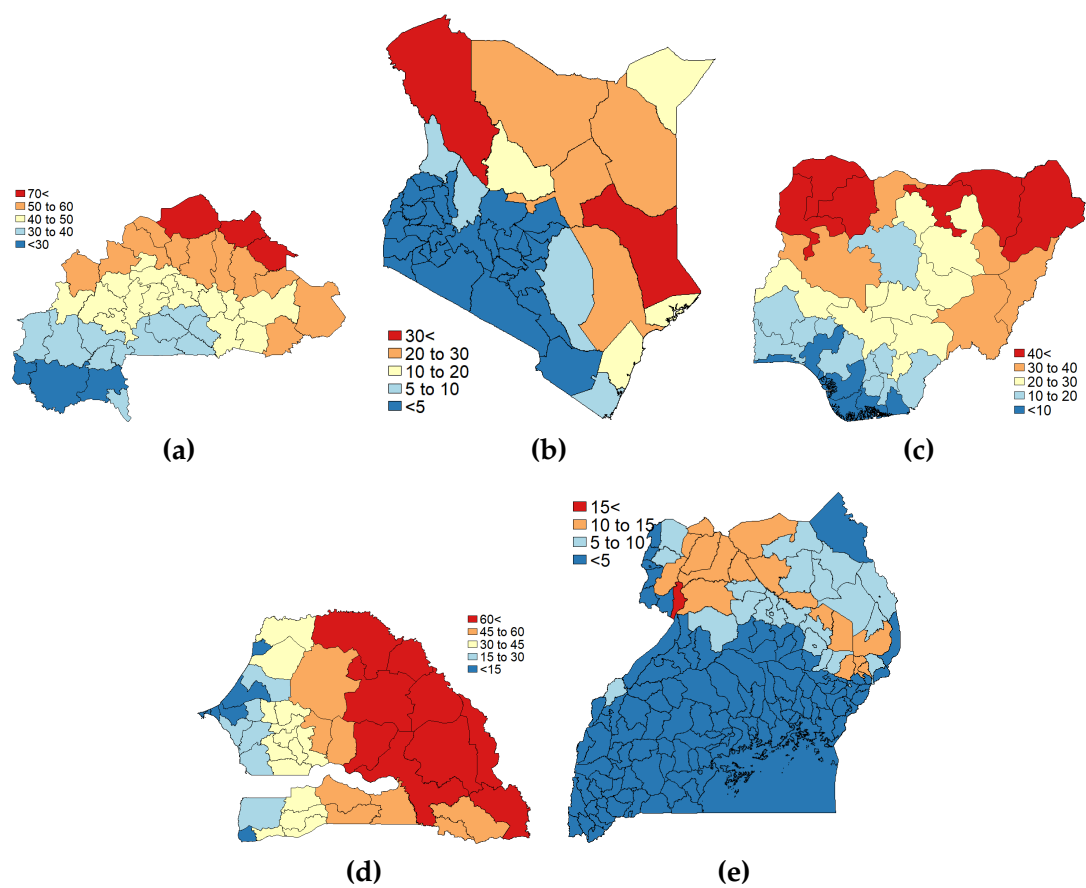 70<
50 to 60
40 to 50
30 to 40
<30
(a)
30<
20 to 30
10 to 20
5 to 10
<5
(b)
40<
30 to 40
20 to 30
10 to 20
<10
(c)
60<
45 to 60
30 to 45
15 to 30
<15
(d)
15<
10 to 15
5 to 10
<5
(e)